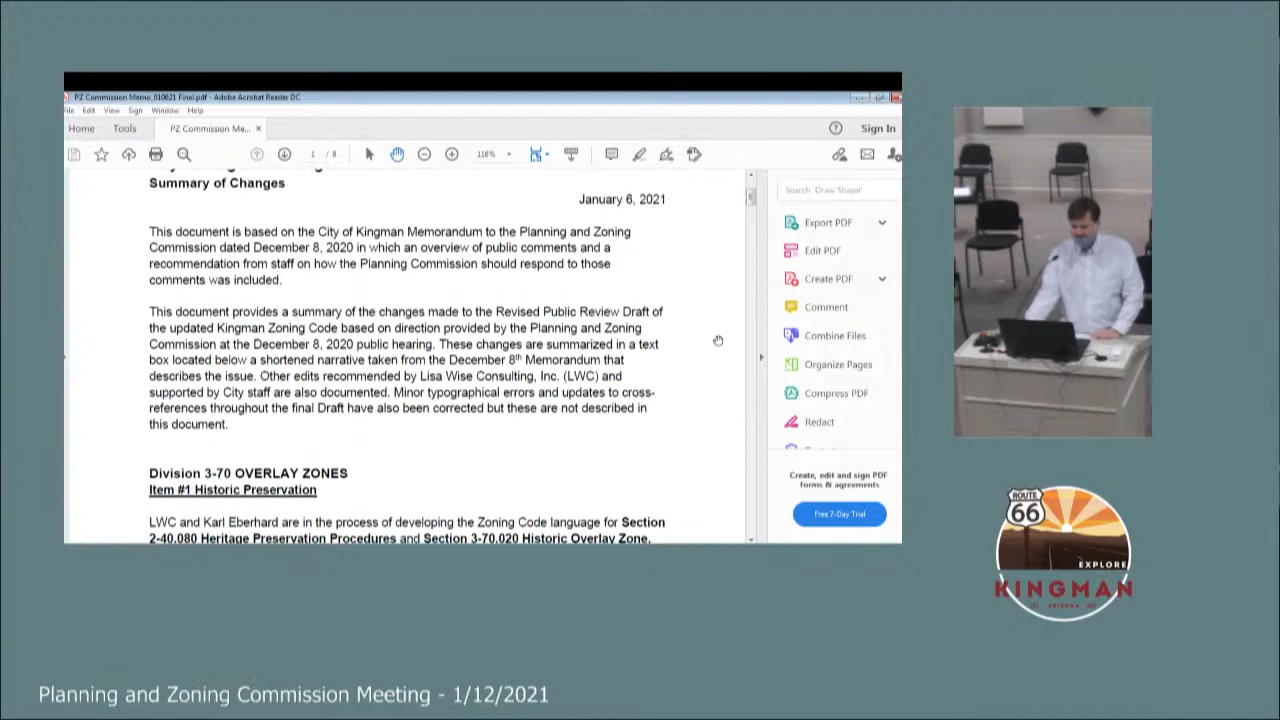 PZ Commission Memo_010621 Final.pdf - Adobe Acrobat Reader DC
File Edit View Sign Window Help
Home Tools PZ Commission Me... × Sign In
1 / 8 116%
Summary of Changes
January 6, 2021
This document is based on the City of Kingman Memorandum to the Planning and Zoning
Commission dated December 8, 2020 in which an overview of public comments and a
recommendation from staff on how the Planning Commission should respond to those
comments was included.
This document provides a summary of the changes made to the Revised Public Review Draft of
the updated Kingman Zoning Code based on direction provided by the Planning and Zoning
Commission at the December 8, 2020 public hearing. These changes are summarized in a text
box located below a shortened narrative taken from the December 8th Memorandum that
describes the issue. Other edits recommended by Lisa Wise Consulting, Inc. (LWC) and
supported by City staff are also documented. Minor typographical errors and updates to cross-
references throughout the final Draft have also been corrected but these are not described in
this document.
Division 3-70 OVERLAY ZONES
Item #1 Historic Preservation
LWC and Karl Eberhard are in the process of developing the Zoning Code language for Section
2-40.080 Heritage Preservation Procedures and Section 3-70.020 Historic Overlay Zone.
Search 'Draw Shape'
Export PDF
Edit PDF
Create PDF
Comment
Combine Files
Organize Pages
Compress PDF
Redact
Create, edit and sign PDF
forms & agreements
Free 7-Day Trial
ROUTE
66
EXPLORE
KINGMAN
ARIZONA
Planning and Zoning Commission Meeting - 1/12/2021